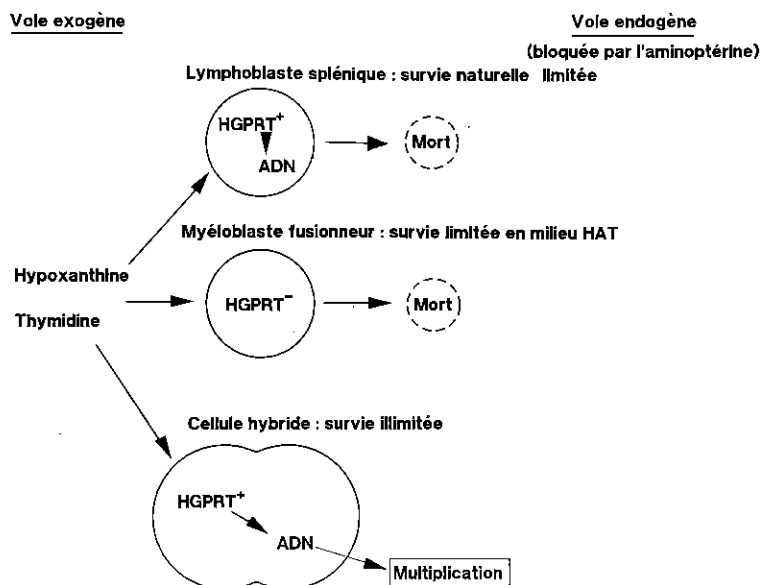 Voie exogène
Voie endogène
(bloquée par l'aminoptérine)
Lymphoblaste splénique : survie naturelle limitée
HGPRT+
ADN
Mort
Myéloblaste fusionneur : survie limitée en milieu HAT
Hypoxanthine
HGPRT-
Mort
Thymidine
Cellule hybride : survie illimitée
HGPRT+
ADN
Multiplication